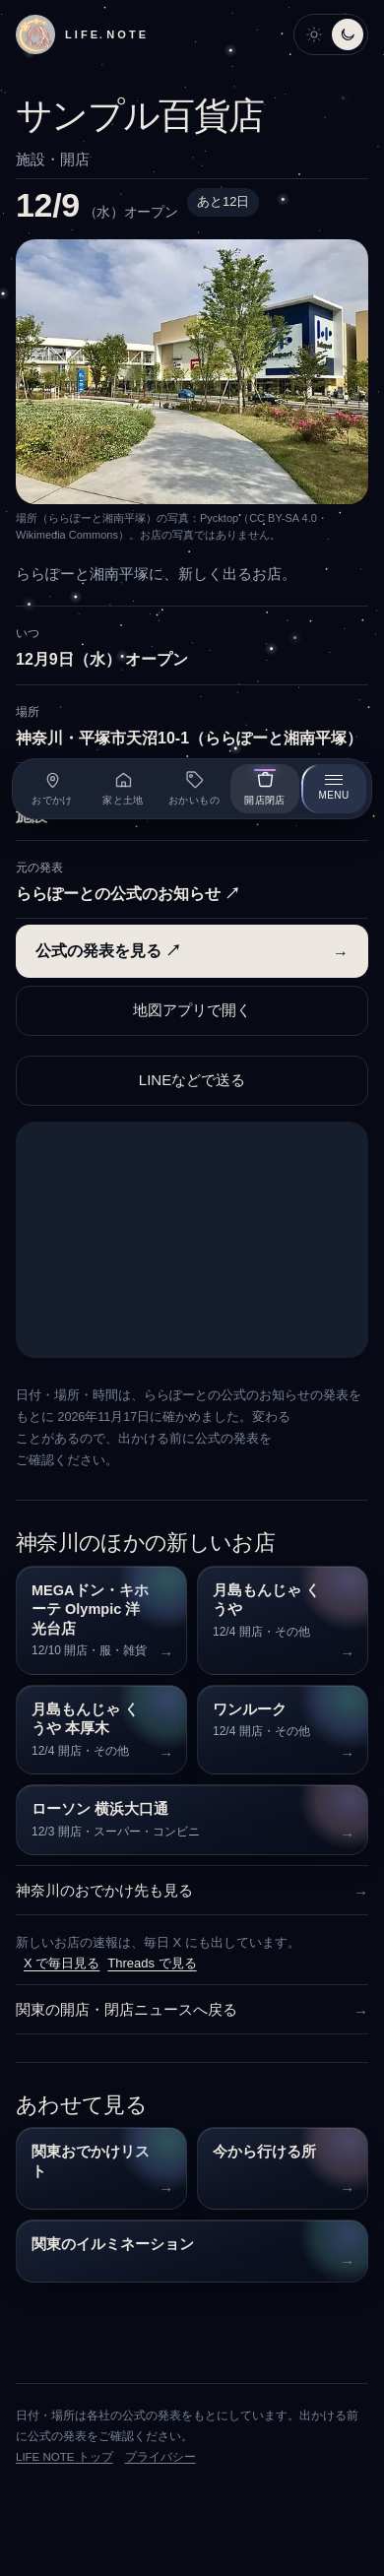 LIFE.NOTE
サンプル百貨店
施設・開店
12/9 （水）オープン あと12日
場所（ららぽーと湘南平塚）の写真：Pycktop（CC BY-SA 4.0・
Wikimedia Commons）。お店の写真ではありません。
ららぽーと湘南平塚に、新しく出るお店。
いつ
12月9日（水）オープン
場所
神奈川・平塚市天沼10-1（ららぽーと湘南平塚）
おでかけ 家と土地 おかいもの 開店閉店 MENU
施設
元の発表
ららぽーとの公式のお知らせ ↗
公式の発表を見る ↗ →
地図アプリで開く
LINEなどで送る
日付・場所・時間は、ららぽーとの公式のお知らせの発表を
もとに 2026年11月17日に確かめました。変わる
ことがあるので、出かける前に公式の発表を
ご確認ください。
神奈川のほかの新しいお店
MEGAドン・キホ
ーテ Olympic 洋
光台店
12/10 開店・服・雑貨 →
月島もんじゃ く
うや
12/4 開店・その他 →
月島もんじゃ く
うや 本厚木
12/4 開店・その他 →
ワンルーク
12/4 開店・その他 →
ローソン 横浜大口通
12/3 開店・スーパー・コンビニ →
神奈川のおでかけ先も見る →
新しいお店の速報は、毎日 X にも出しています。
X で毎日見る Threads で見る
関東の開店・閉店ニュースへ戻る →
あわせて見る
関東おでかけリス
ト →
今から行ける所 →
関東のイルミネーション →
日付・場所は各社の公式の発表をもとにしています。出かける前
に公式の発表をご確認ください。
LIFE NOTE トップ プライバシー